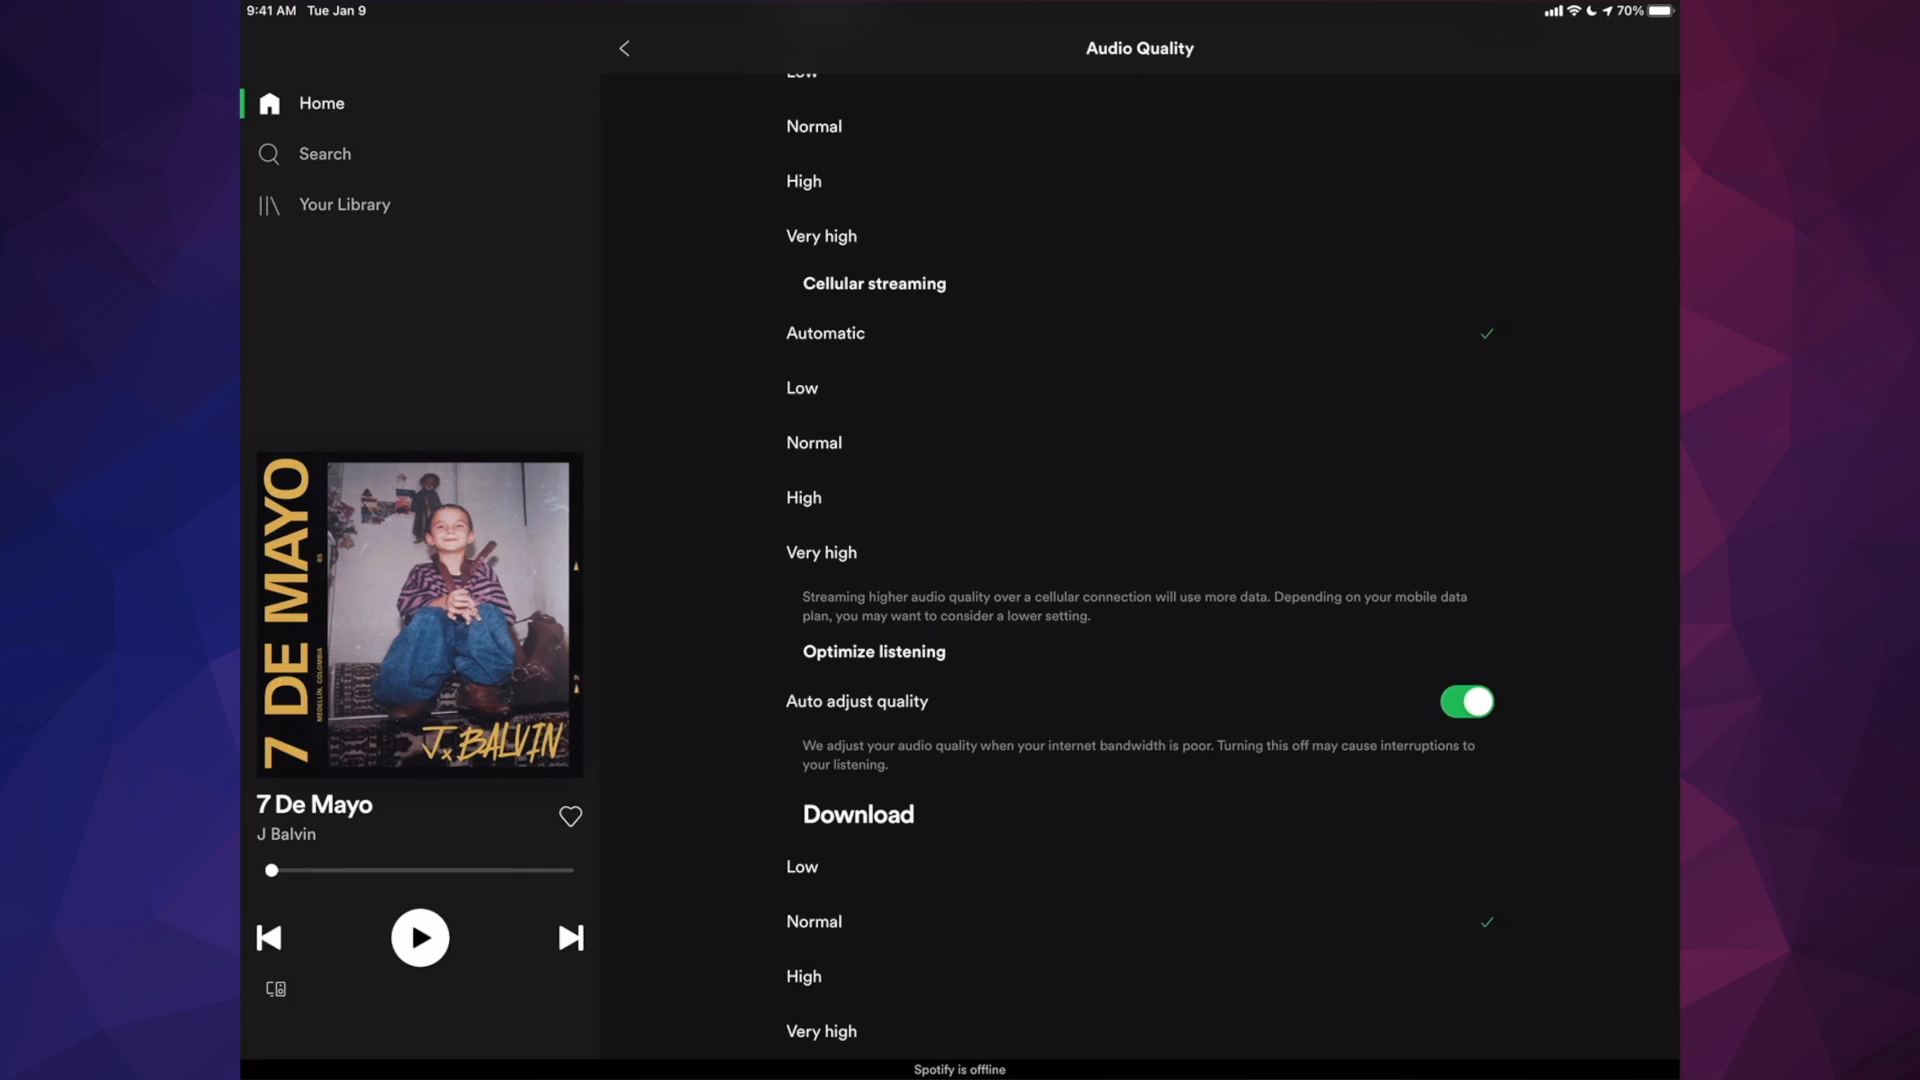 9:41 AM Tue Jan 9
70%
Audio Quality
Home
Search
Your Library
7 DE MAYO
MEDELLÍN, COLOMBIA
85
J. BALVIN
7 De Mayo
J Balvin
Low
Normal
High
Very high
Cellular streaming
Automatic
Low
Normal
High
Very high
Streaming higher audio quality over a cellular connection will use more data. Depending on your mobile data
plan, you may want to consider a lower setting.
Optimize listening
Auto adjust quality
We adjust your audio quality when your internet bandwidth is poor. Turning this off may cause interruptions to
your listening.
Download
Low
Normal
High
Very high
Spotify is offline